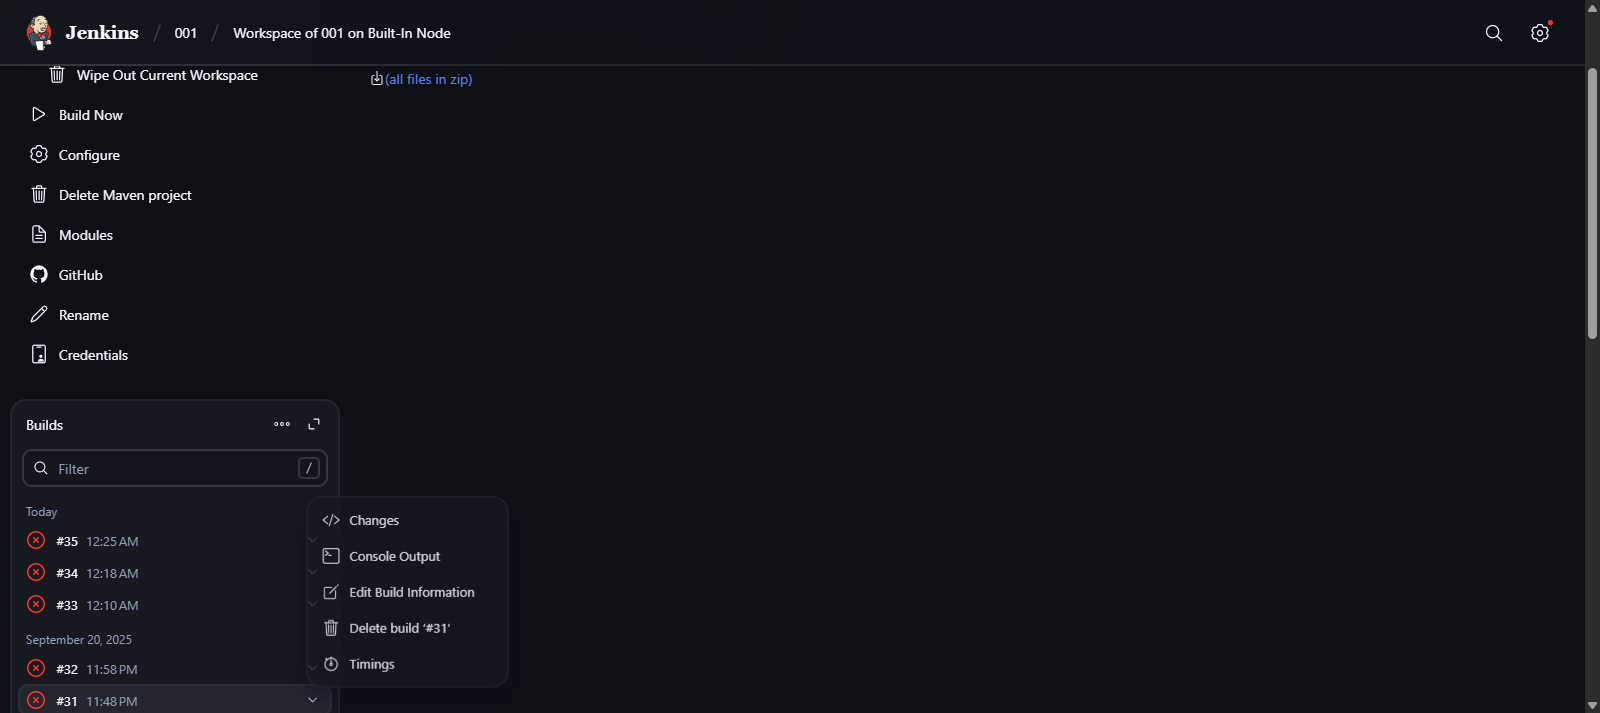 Jenkins / 001 / Workspace of 001 on Built-In Node
Wipe Out Current Workspace
(all files in zip)
Build Now
Configure
Delete Maven project
Modules
GitHub
Rename
Credentials
Builds
Filter /
Today
#35 12:25 AM
#34 12:18 AM
#33 12:10 AM
September 20, 2025
#32 11:58 PM
#31 11:48 PM
Changes
Console Output
Edit Build Information
Delete build ‘#31’
Timings